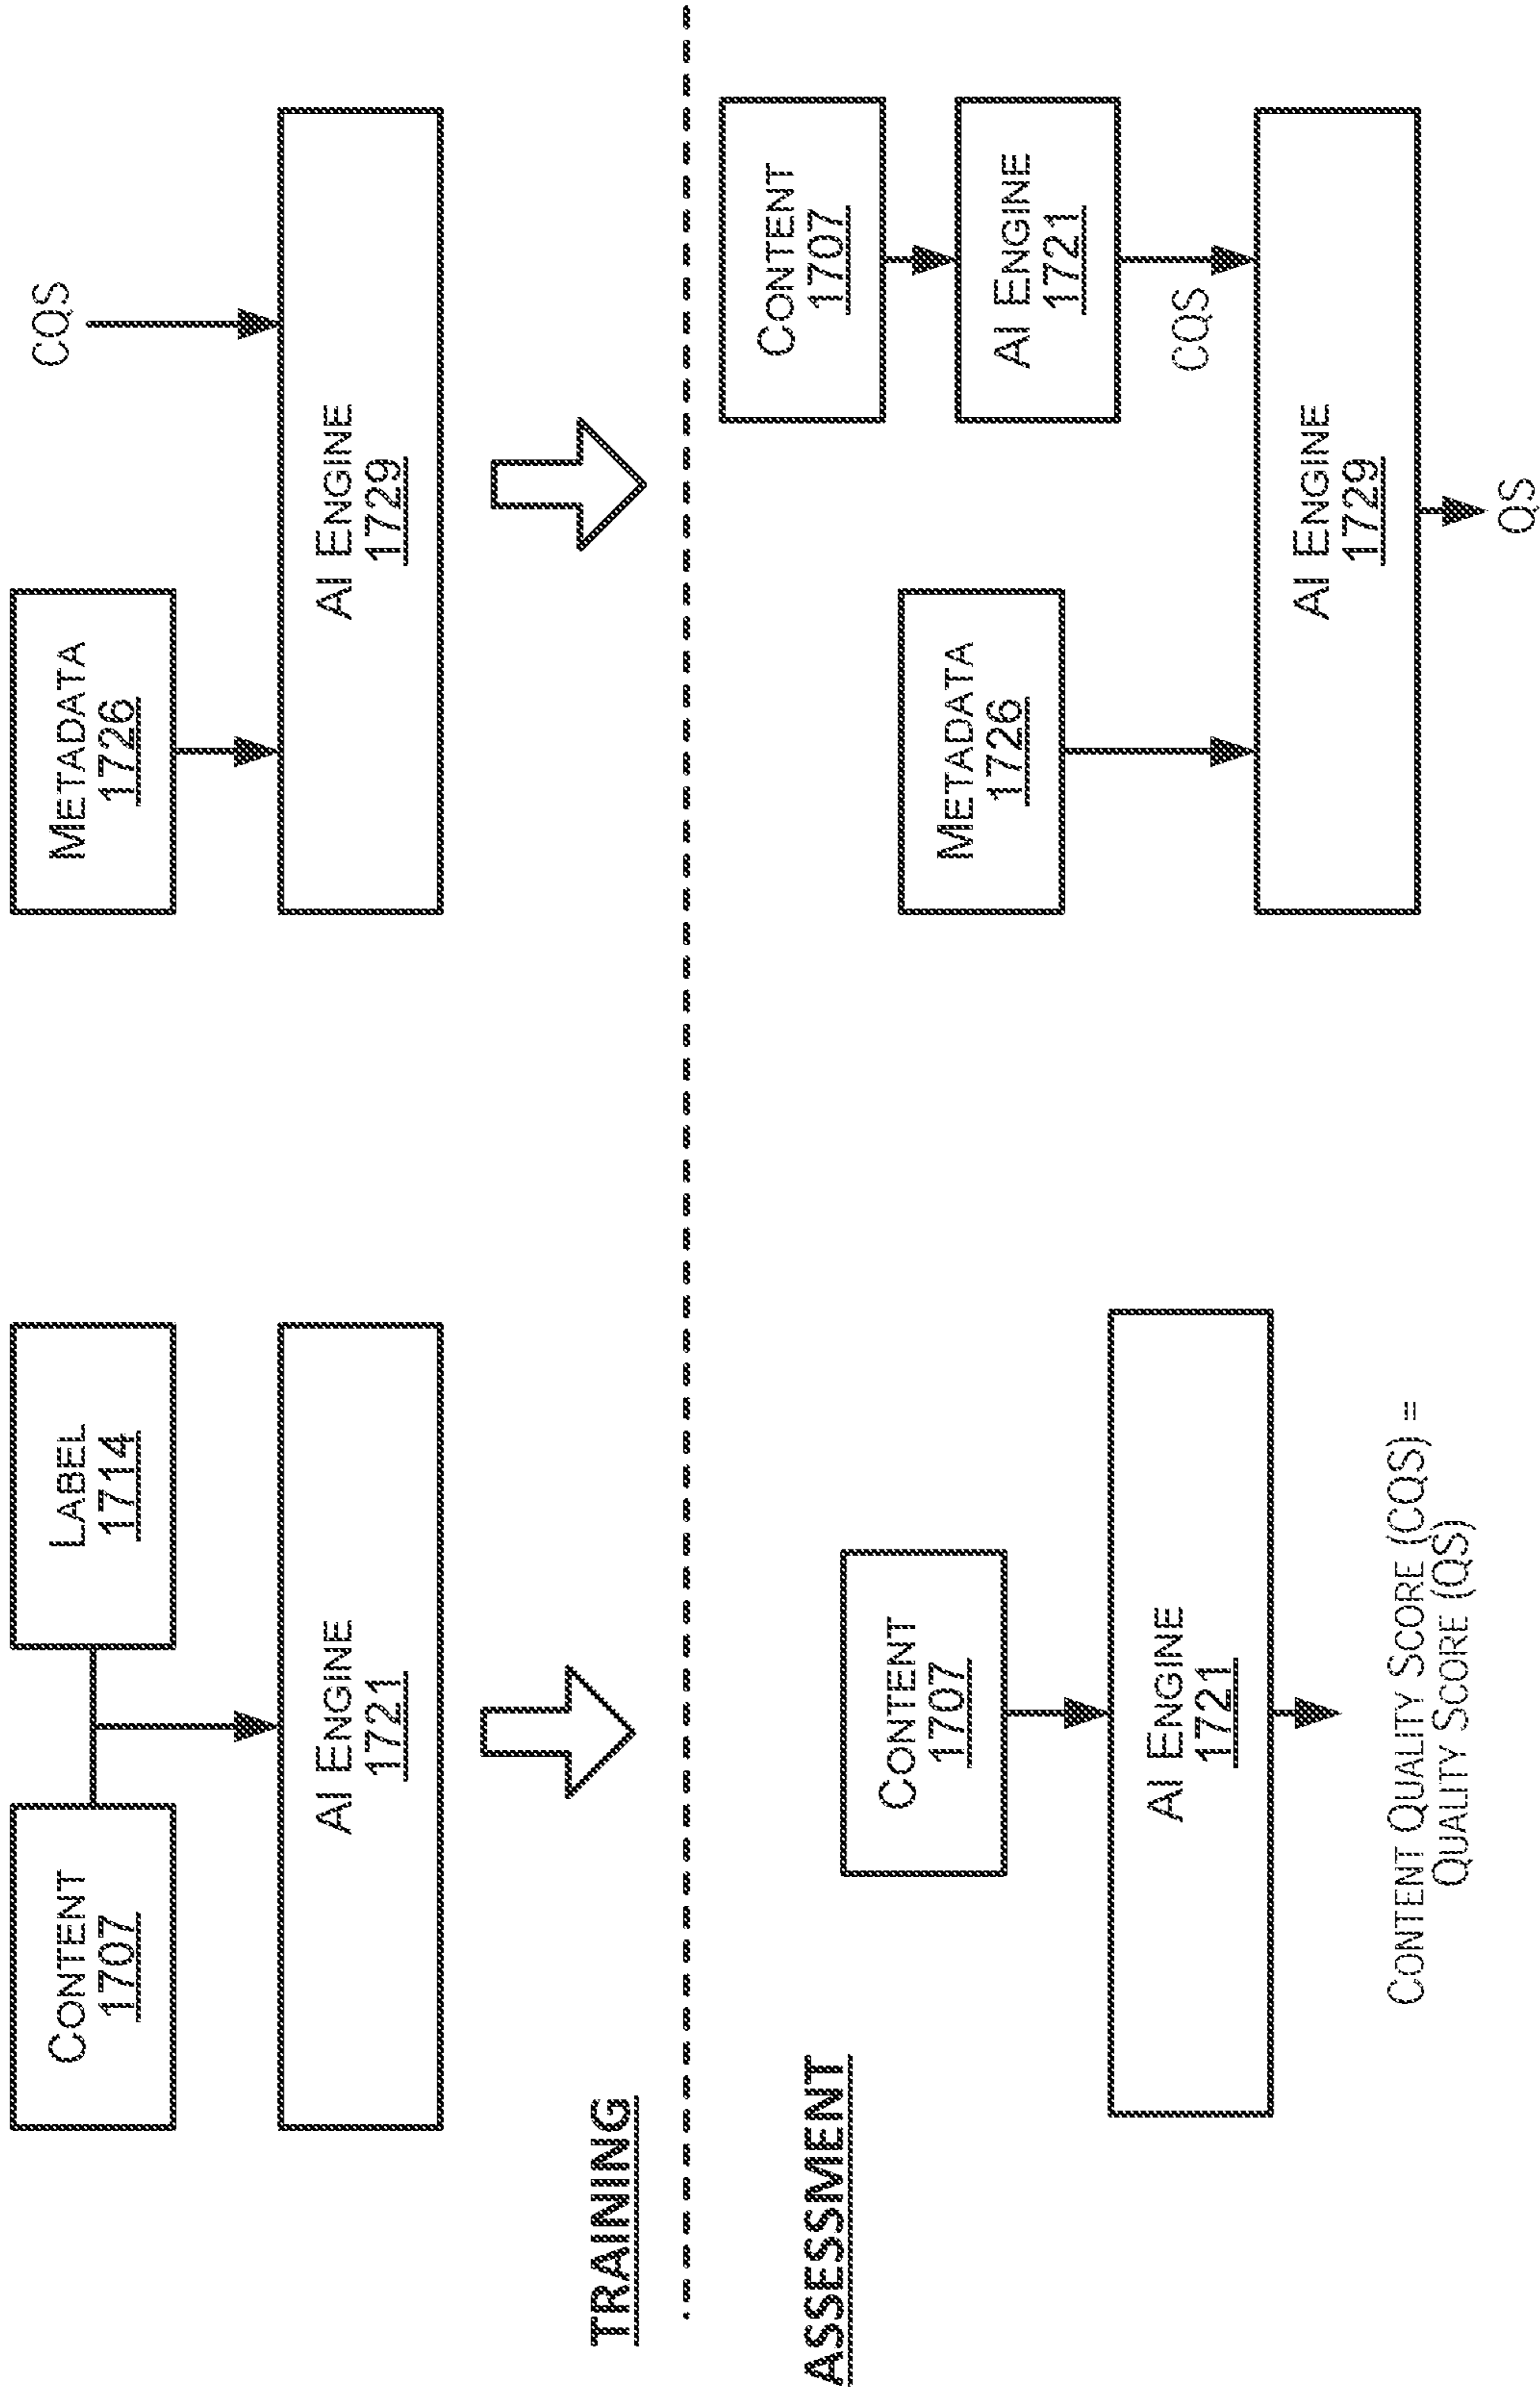 CONTENT
1707
LABEL
1714
AI ENGINE
1721
METADATA
1726
CQS
AI ENGINE
1729
TRAINING
ASSESSMENT
CONTENT
1707
AI ENGINE
1721
CONTENT QUALITY SCORE (CQS) =
QUALITY SCORE (QS)
METADATA
1726
CONTENT
1707
AI ENGINE
1721
CQS
AI ENGINE
1729
QS